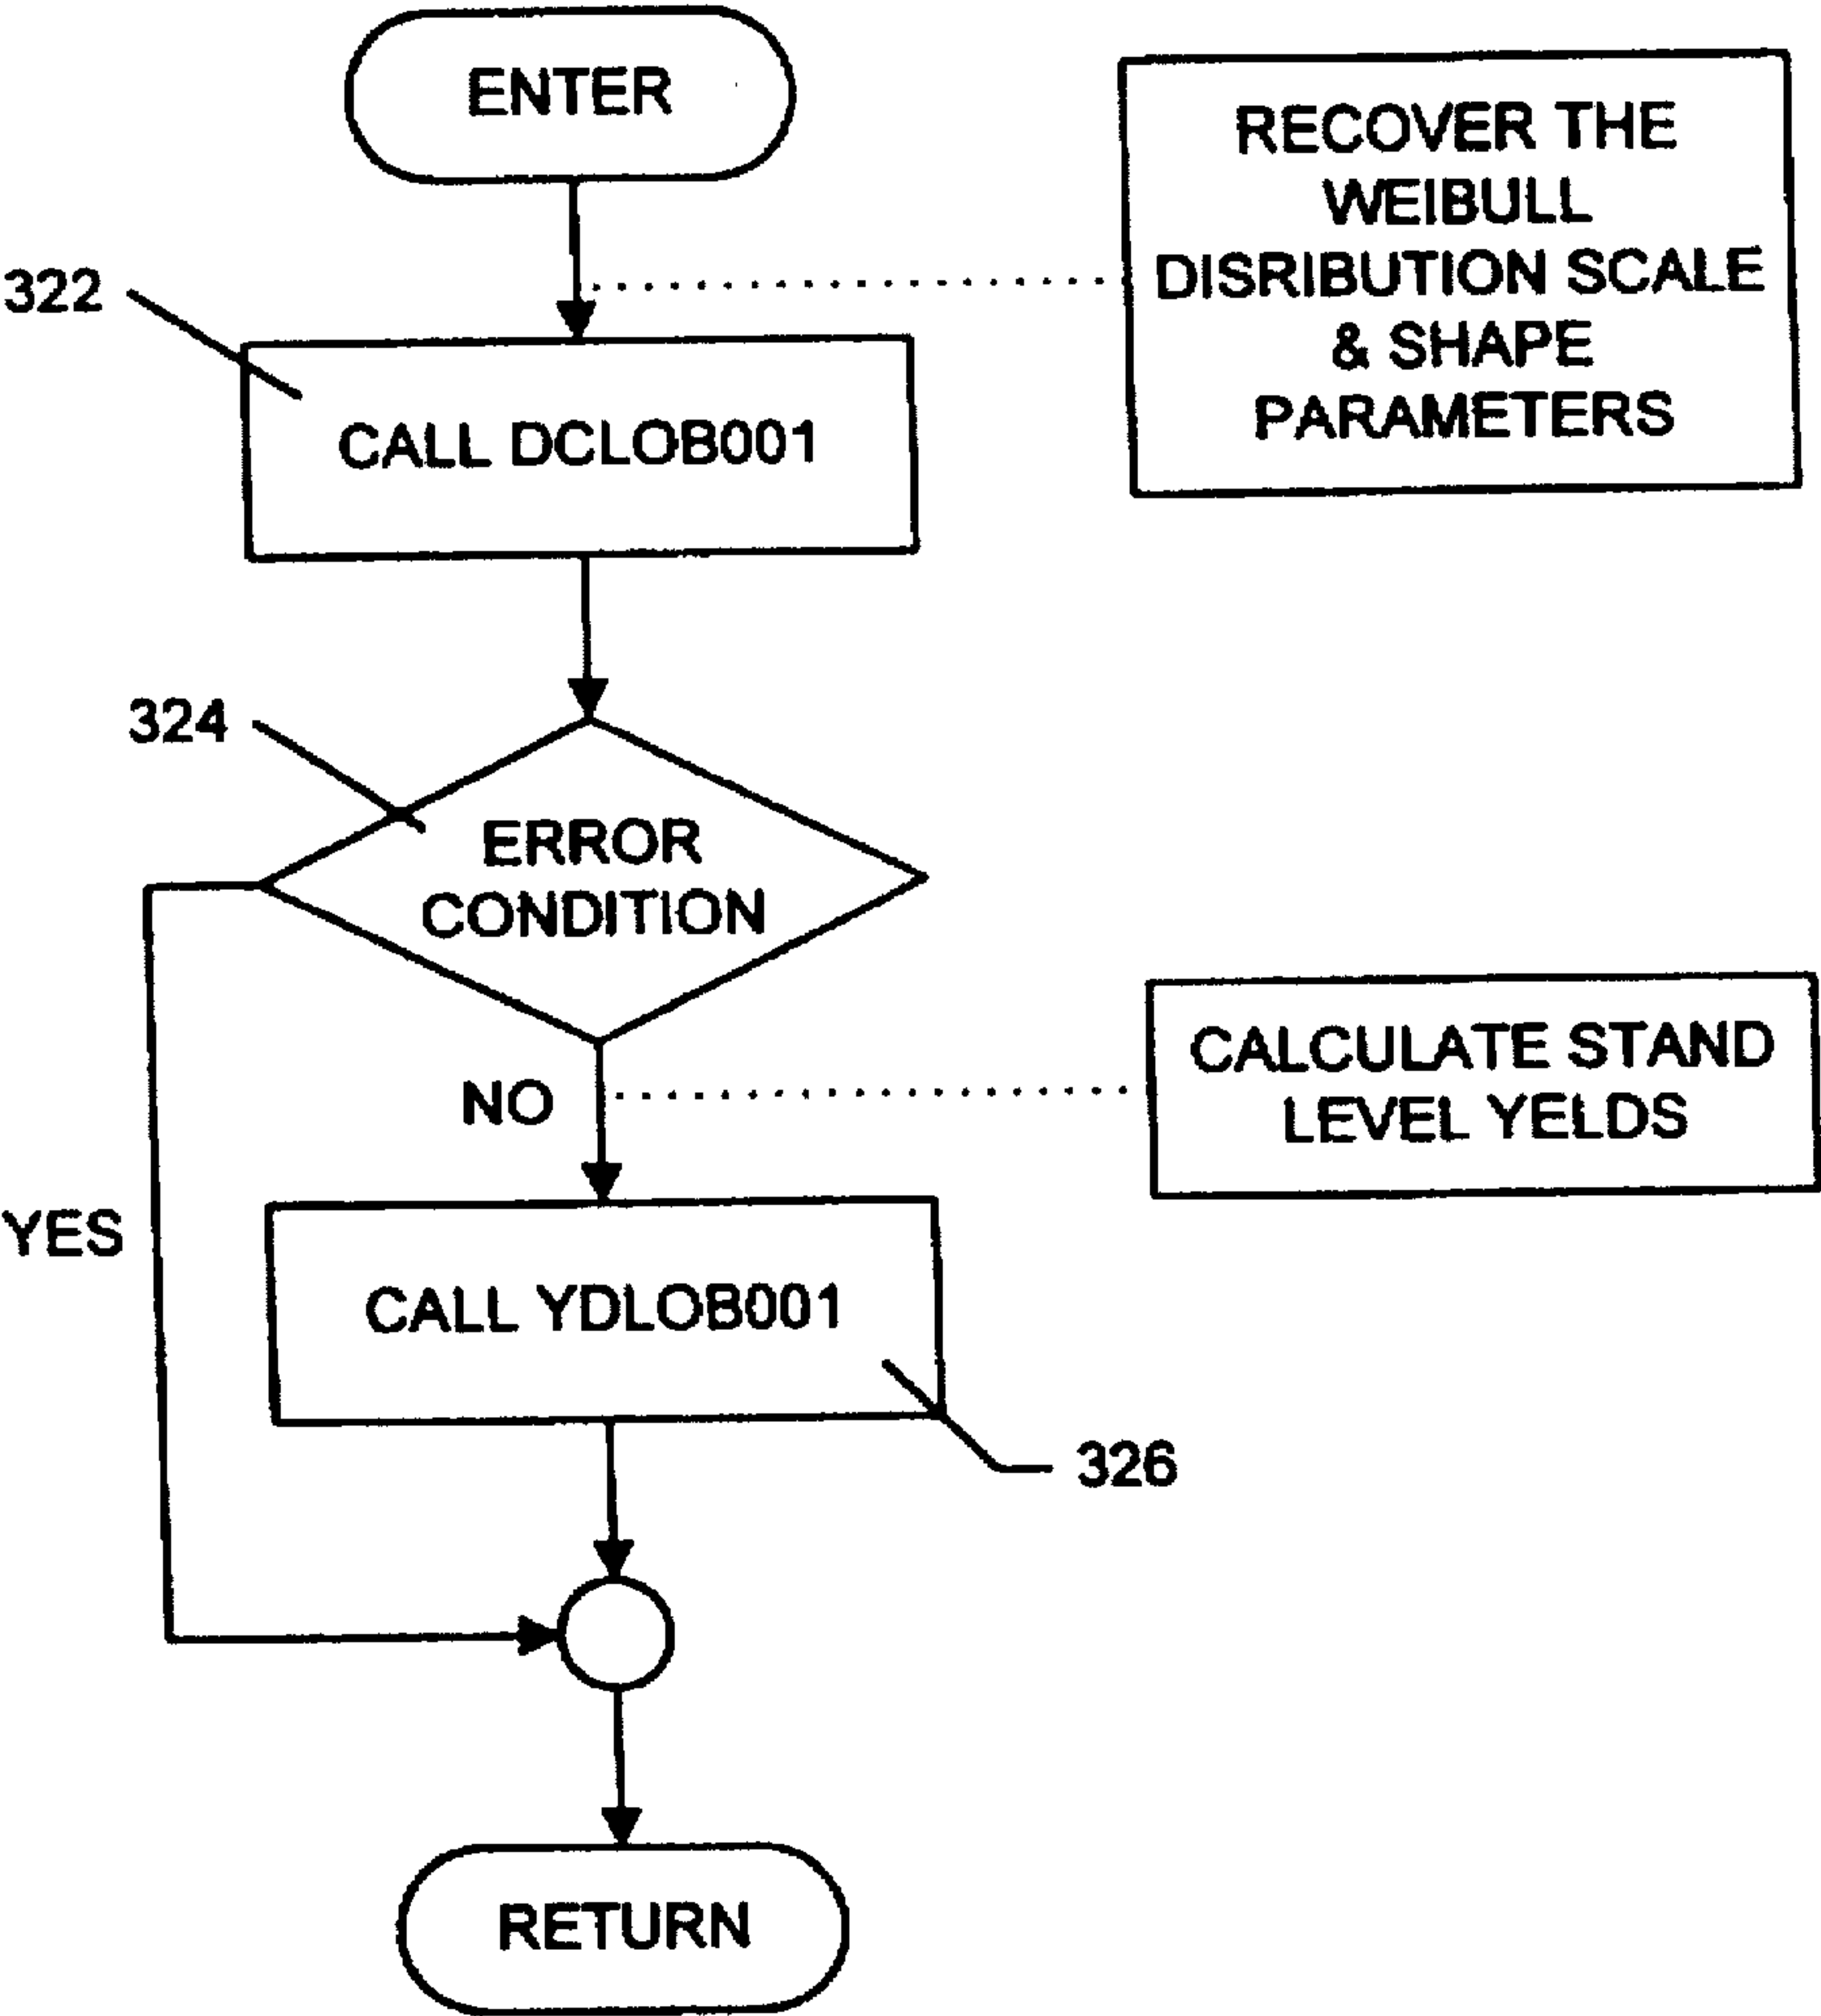 ENTER
RECOVER THE
WEIBULL
DISRIBUTION SCALE
& SHAPE
PARAMETERS
322
CALL DCLOB001
324
ERROR
CONDITION
NO
CALCULATE STAND
LEVEL YELDS
YES
CALL YDLOB001
326
RETURN